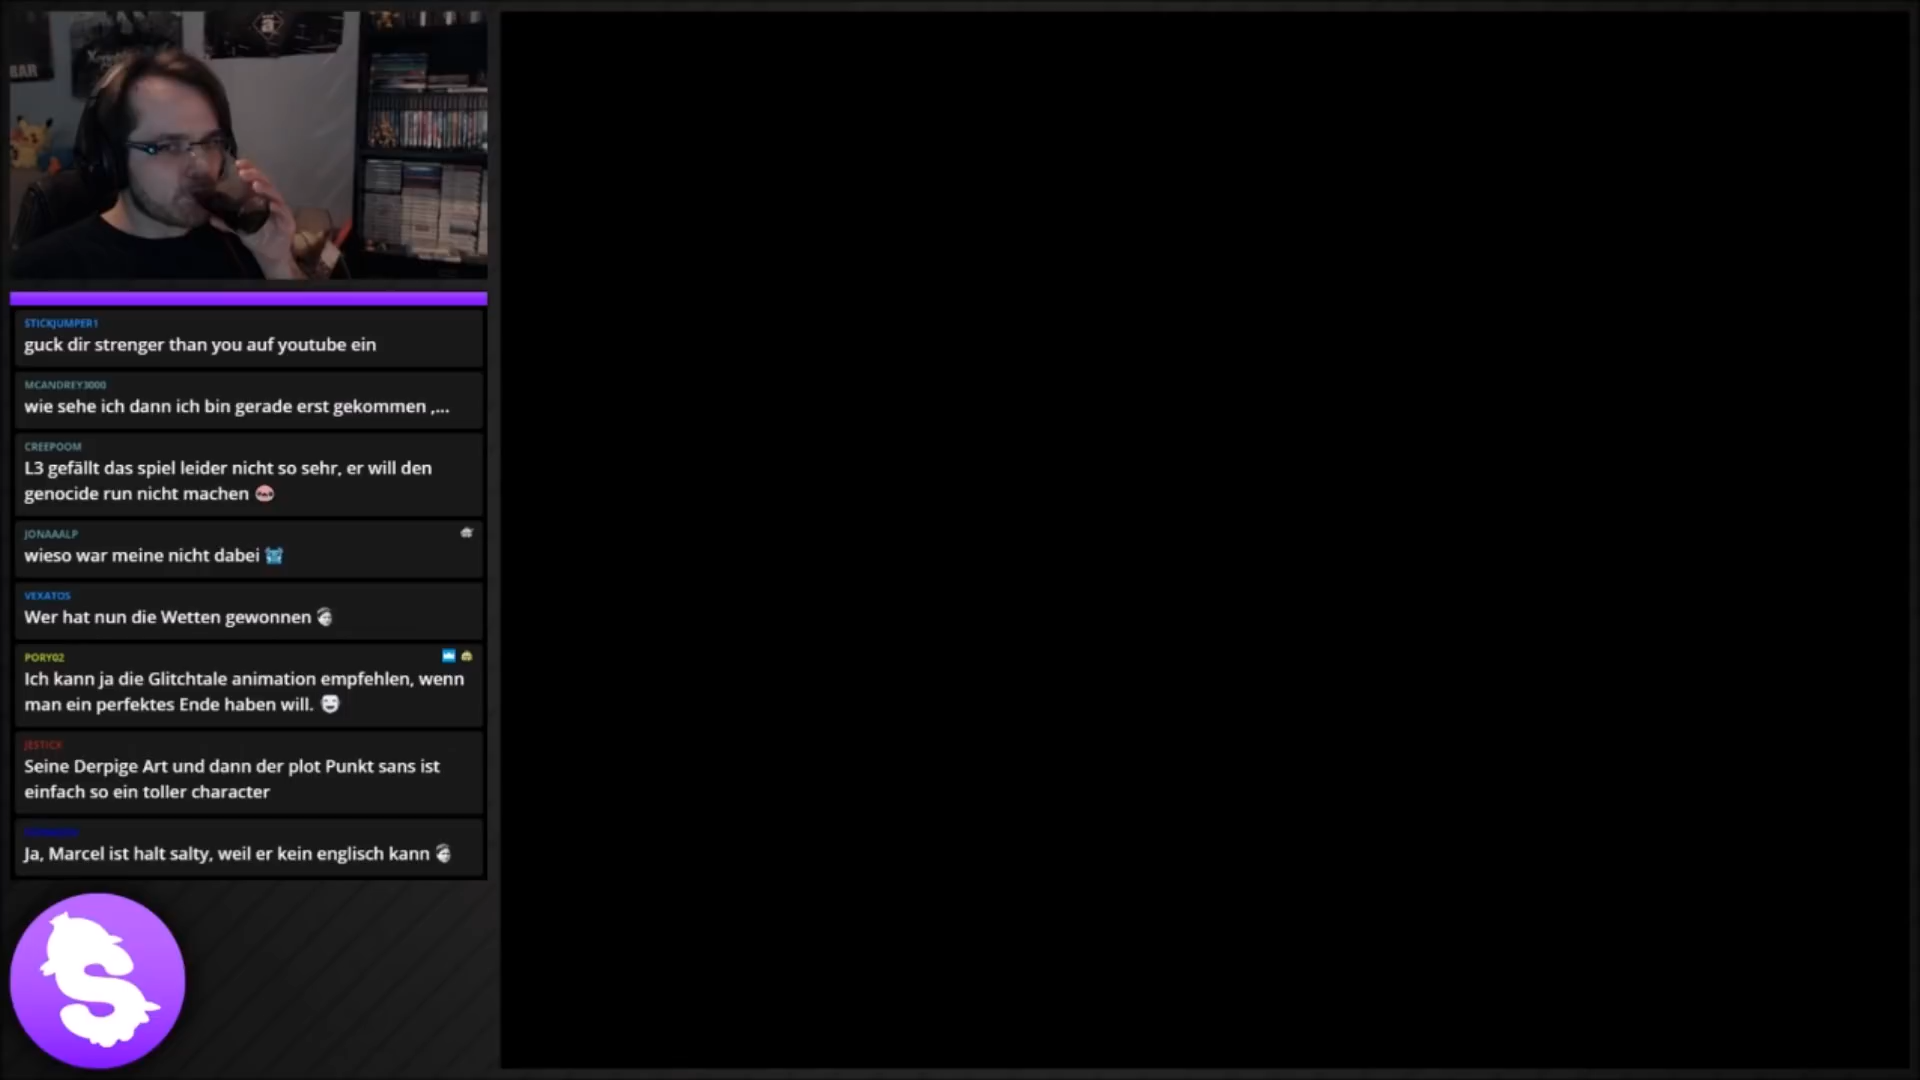 BAR
STICKJUMPER1
guck dir strenger than you auf youtube ein
MCANDREY3000
wie sehe ich dann ich bin gerade erst gekommen ,...
CREEPOOM
L3 gefällt das spiel leider nicht so sehr, er will den
genocide run nicht machen
JONAAALP
wieso war meine nicht dabei
VEXATOS
Wer hat nun die Wetten gewonnen
PORY02
Ich kann ja die Glitchtale animation empfehlen, wenn
man ein perfektes Ende haben will.
JESTICX
Seine Derpige Art und dann der plot Punkt sans ist
einfach so ein toller character
Ja, Marcel ist halt salty, weil er kein englisch kann
S